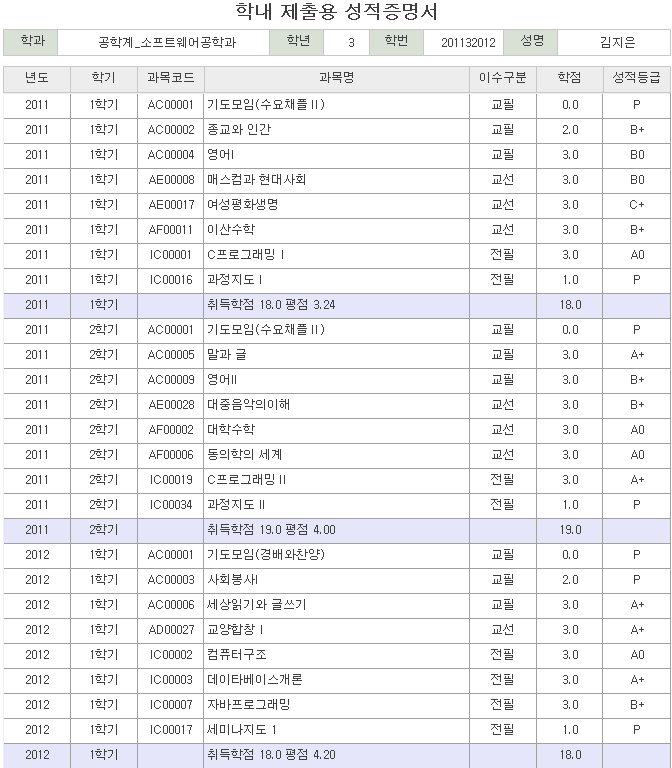 학내 제출용 성적증명서
학과 공학계_소프트웨어공학과 학년 3 학번 201132012 성명 김지은
년도 학기 과목코드 과목명 이수구분 학점 성적등급
2011 1학기 AC00001 기도모임(수요채플Ⅱ) 교필 0.0 P
2011 1학기 AC00002 종교와 인간 교필 2.0 B+
2011 1학기 AC00004 영어I 교필 3.0 B0
2011 1학기 AE00008 매스컴과 현대사회 교선 3.0 B0
2011 1학기 AE00017 여성평화생명 교선 3.0 C+
2011 1학기 AF00011 이산수학 교선 3.0 B+
2011 1학기 IC00001 C프로그래밍Ⅰ 전필 3.0 A0
2011 1학기 IC00016 과정지도Ⅰ 전필 1.0 P
2011 1학기 취득학점 18.0 평점 3.24 18.0
2011 2학기 AC00001 기도모임(수요채플Ⅱ) 교필 0.0 P
2011 2학기 AC00005 말과 글 교필 3.0 A+
2011 2학기 AC00009 영어II 교필 3.0 B+
2011 2학기 AE00028 대중음악의이해 교선 3.0 B+
2011 2학기 AF00002 대학수학 교선 3.0 A0
2011 2학기 AF00006 동의학의 세계 교선 3.0 A0
2011 2학기 IC00019 C프로그래밍Ⅱ 전필 3.0 A+
2011 2학기 IC00034 과정지도Ⅱ 전필 1.0 P
2011 2학기 취득학점 19.0 평점 4.00 19.0
2012 1학기 AC00001 기도모임(경배와찬양) 교필 0.0 P
2012 1학기 AC00003 사회봉사I 교필 2.0 P
2012 1학기 AC00006 세상읽기와 글쓰기 교필 3.0 A+
2012 1학기 AD00027 교양합창Ⅰ 교선 3.0 A+
2012 1학기 IC00002 컴퓨터구조 전필 3.0 A0
2012 1학기 IC00003 데이타베이스개론 전필 3.0 A+
2012 1학기 IC00007 자바프로그래밍 전필 3.0 B+
2012 1학기 IC00017 세미나지도 1 전필 1.0 P
2012 1학기 취득학점 18.0 평점 4.20 18.0